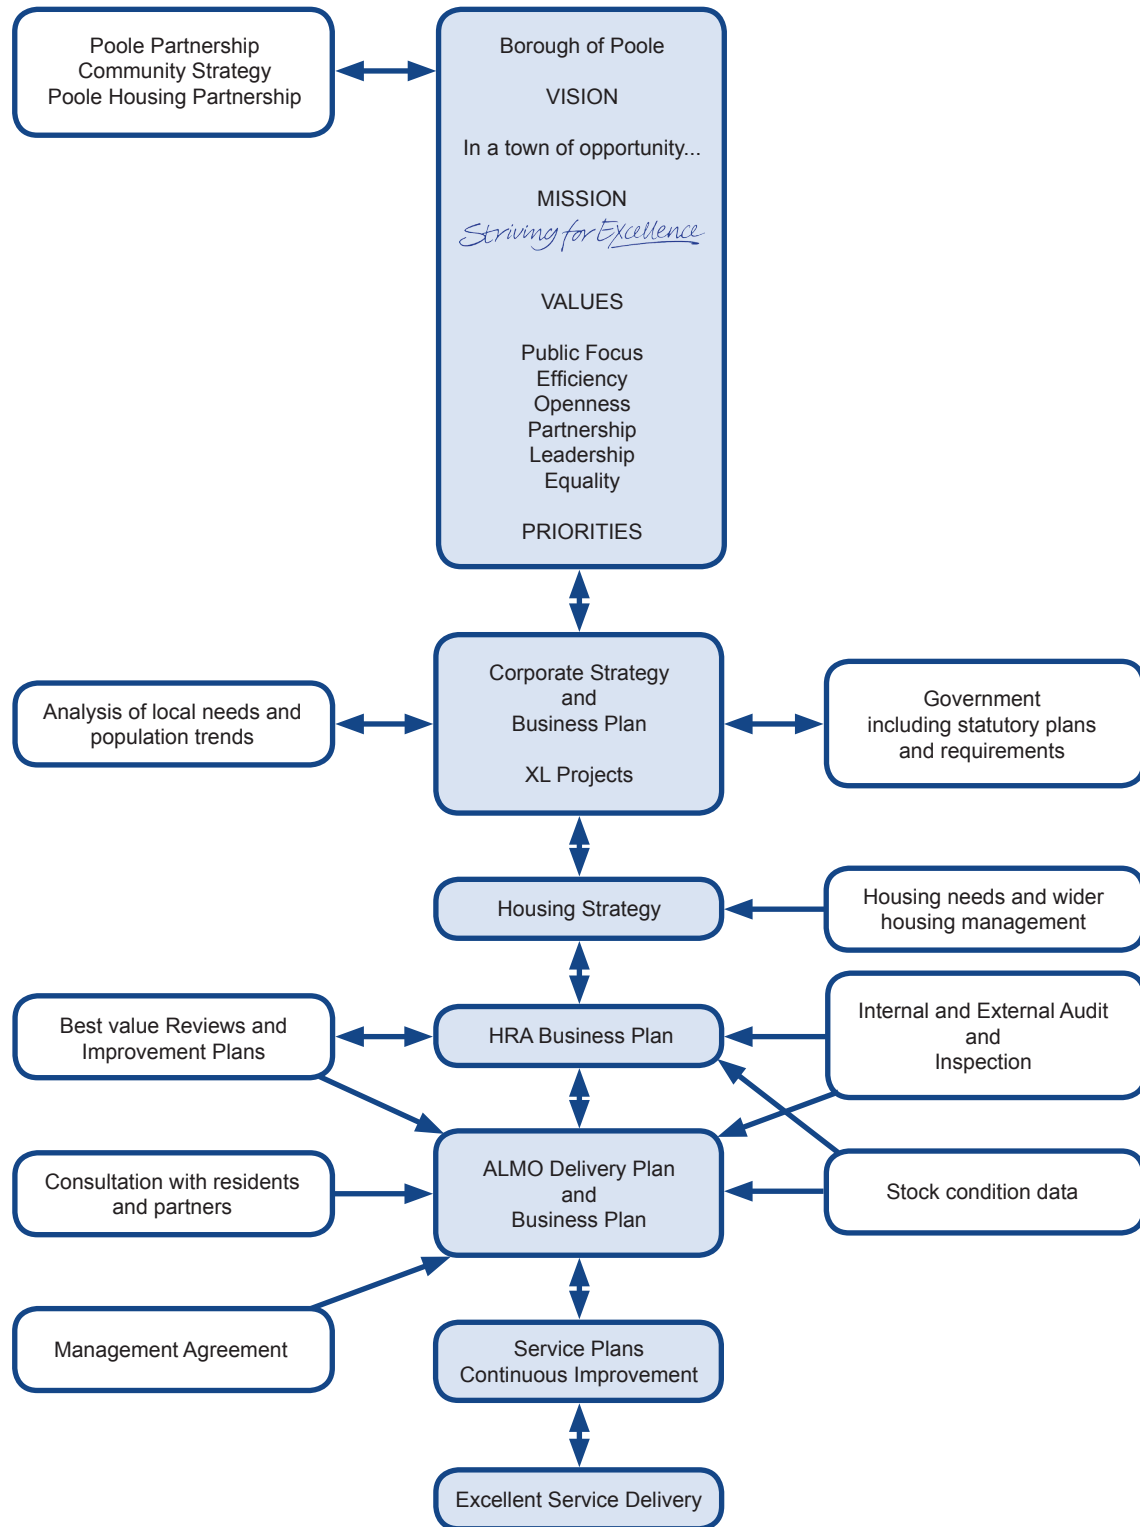 Poole Partnership
Community Strategy
Poole Housing Partnership
Borough of Poole
VISION
In a town of opportunity...
MISSION
Striving for Excellence
VALUES
Public Focus
Efficiency
Openness
Partnership
Leadership
Equality
PRIORITIES
Analysis of local needs and
population trends
Corporate Strategy
and
Business Plan
XL Projects
Government
including statutory plans
and requirements
Housing Strategy
Housing needs and wider
housing management
Best value Reviews and
Improvement Plans
HRA Business Plan
Internal and External Audit
and
Inspection
Consultation with residents
and partners
ALMO Delivery Plan
and
Business Plan
Stock condition data
Management Agreement
Service Plans
Continuous Improvement
Excellent Service Delivery